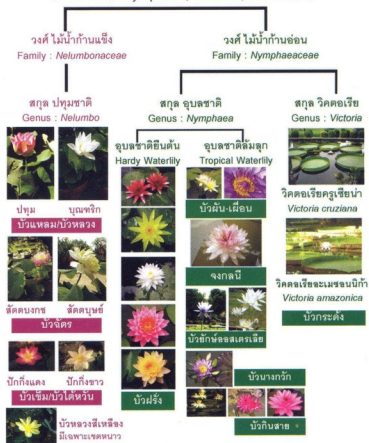 วงศ์ ไม้น้ำก้านแข็ง
Family : Nelumbonaceae
วงศ์ ไม้น้ำก้านอ่อน
Family : Nymphaeaceae
สกุล ปทุมชาติ
Genus : Nelumbo
สกุล อุบลชาติ
Genus : Nymphaea
สกุล วิคตอเรีย
Genus : Victoria
อุบลชาติยืนต้น
Hardy Waterlily
อุบลชาติล้มลุก
Tropical Waterlily
ปทุม
บุณฑริก
บัวแหลม/บัวหลวง
สัตตบงกช
สัตตบุษย์
บัวฉัตร
ปักกิ่งแดง
ปักกิ่งขาว
บัวเข็ม/บัวไต้หวัน
บัวหลวงสีเหลือง
มีเฉพาะเขตหนาว
บัวฝรั่ง
บัวผัน-เผื่อน
จงกลนี
บัวยักษ์ออสเตรเลีย
บัวนางกวัก
บัวกินสาย
วิคตอเรียครูเซียน่า
Victoria cruziana
วิคตอเรียอะเมซอนนิก้า
Victoria amazonica
บัวกระด้ง